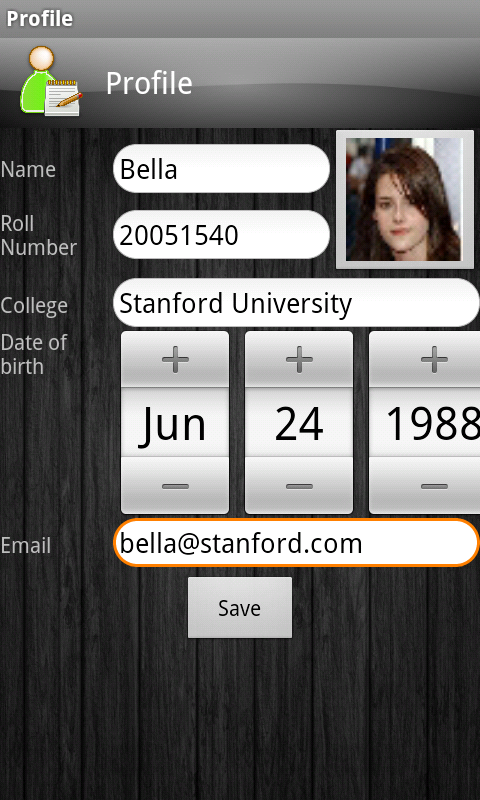 Profile
Profile
Name
Bella
Roll
Number
20051540
College
Stanford University
Date of
birth
+ + +
Jun 24 1988
− − −
Email
bella@stanford.com
Save